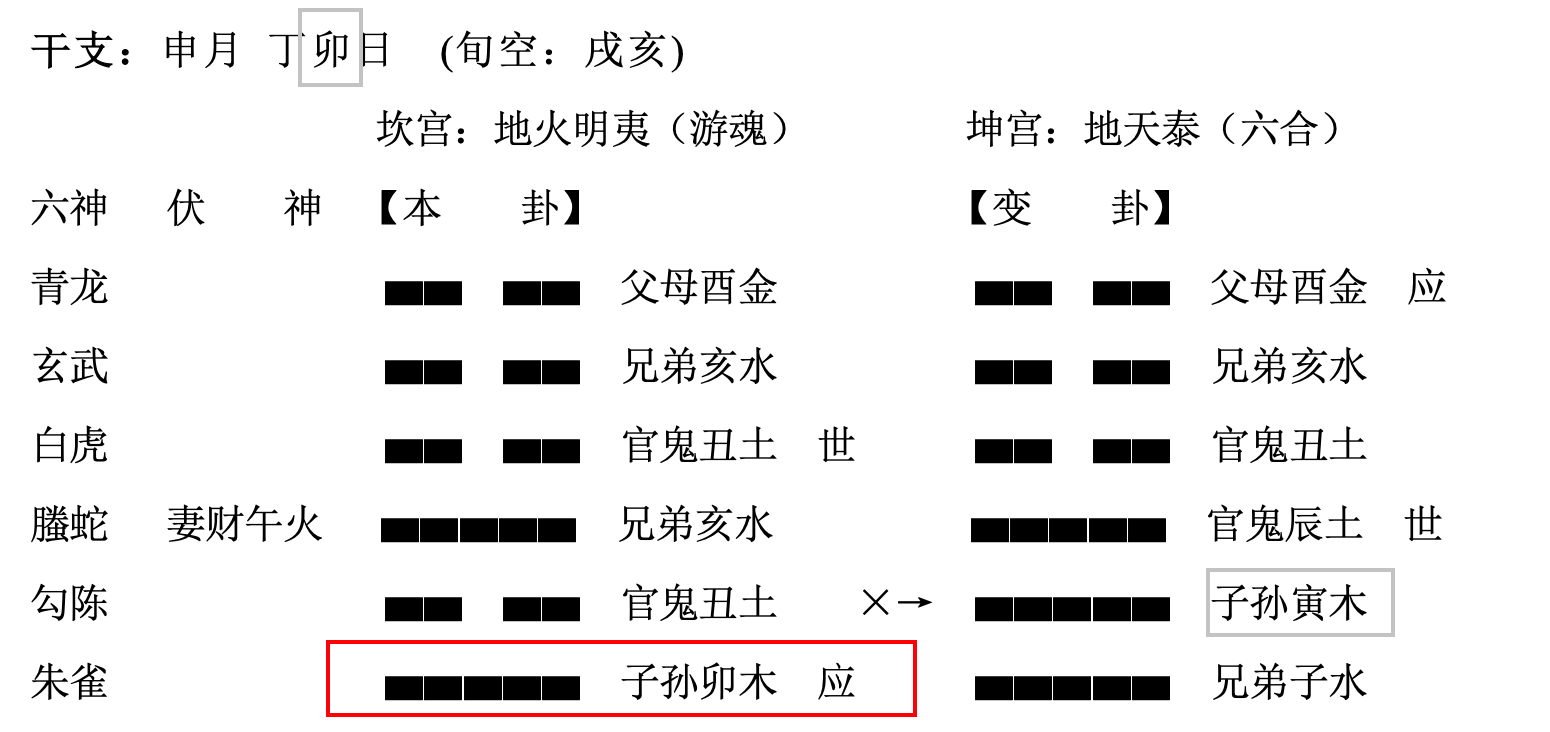 干支：申月 丁卯日 (旬空：戌亥)
坎宫：地火明夷（游魂） 坤宫：地天泰（六合）
六神 伏 神 【本 卦】 【变 卦】
青龙 父母酉金 父母酉金 应
玄武 兄弟亥水 兄弟亥水
白虎 官鬼丑土 世 官鬼丑土
螣蛇 妻财午火 兄弟亥水 官鬼辰土 世
勾陈 官鬼丑土 ×→ 子孙寅木
朱雀 子孙卯木 应 兄弟子水